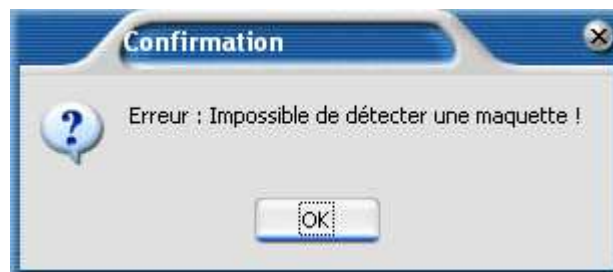 Confirmation
Erreur : Impossible de détecter une maquette !
OK